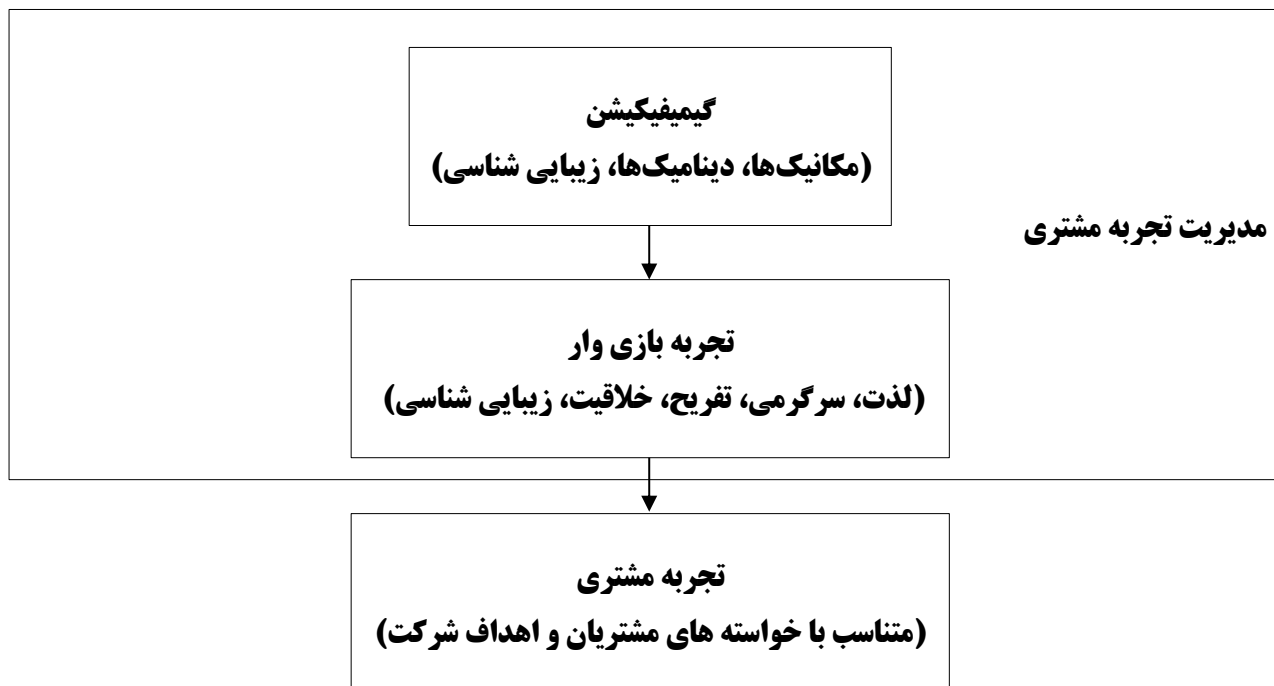 گیمیفیکیشن
(مکانیک‌ها، دینامیک‌ها، زیبایی شناسی)
مدیریت تجربه مشتری
تجربه بازی وار
(لذت، سرگرمی، تفریح، خلاقیت، زیبایی شناسی)
تجربه مشتری
(متناسب با خواسته های مشتریان و اهداف شرکت)